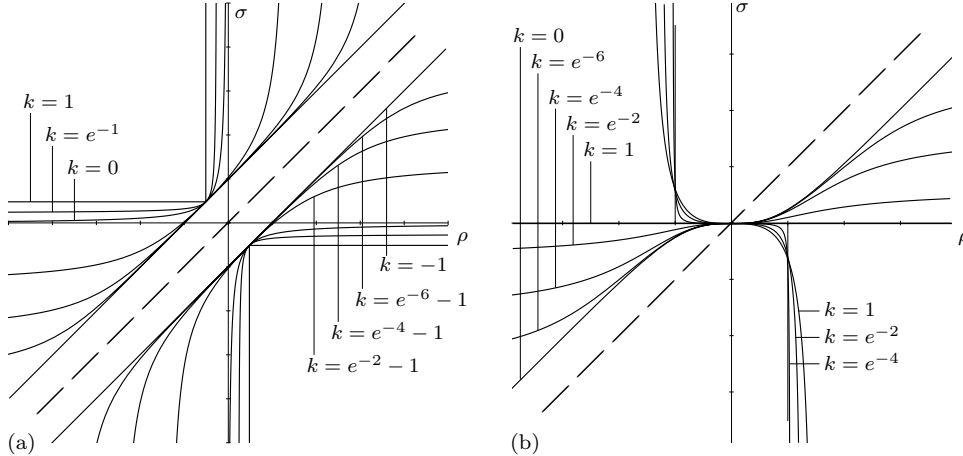 σ
k = 1
k = e⁻¹
k = 0
ρ
k = −1
k = e⁻⁶ − 1
k = e⁻⁴ − 1
k = e⁻² − 1
(a)
σ
k = 0
k = e⁻⁶
k = e⁻⁴
k = e⁻²
k = 1
ρ
k = 1
k = e⁻²
k = e⁻⁴
(b)